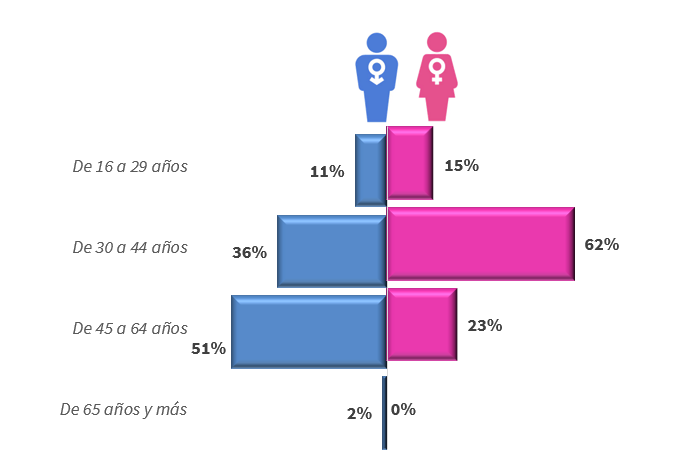 De 16 a 29 años
11%
15%
De 30 a 44 años
36%
62%
De 45 a 64 años
51%
23%
De 65 años y más
2%
0%